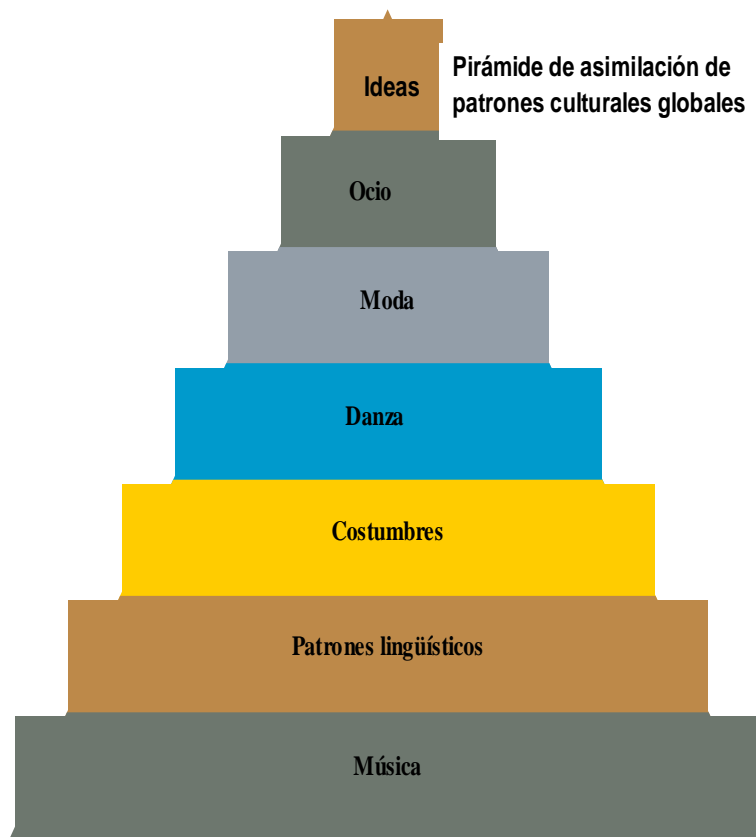 Ideas
Pirámide de asimilación de
patrones culturales globales
Ocio
Moda
Danza
Costumbres
Patrones lingüísticos
Música